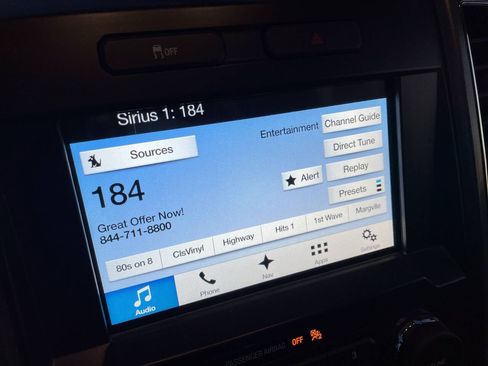 OFF
Sirius 1: 184
Sources
Entertainment
Channel Guide
Direct Tune
184
Alert
Replay
Presets
Great Offer Now!
844-711-8800
80s on 8
ClsVinyl
Highway
Hits 1
1st Wave
Margvlle
Audio
Phone
Nav
Apps
Settings
PASSENGER AIRBAG
OFF